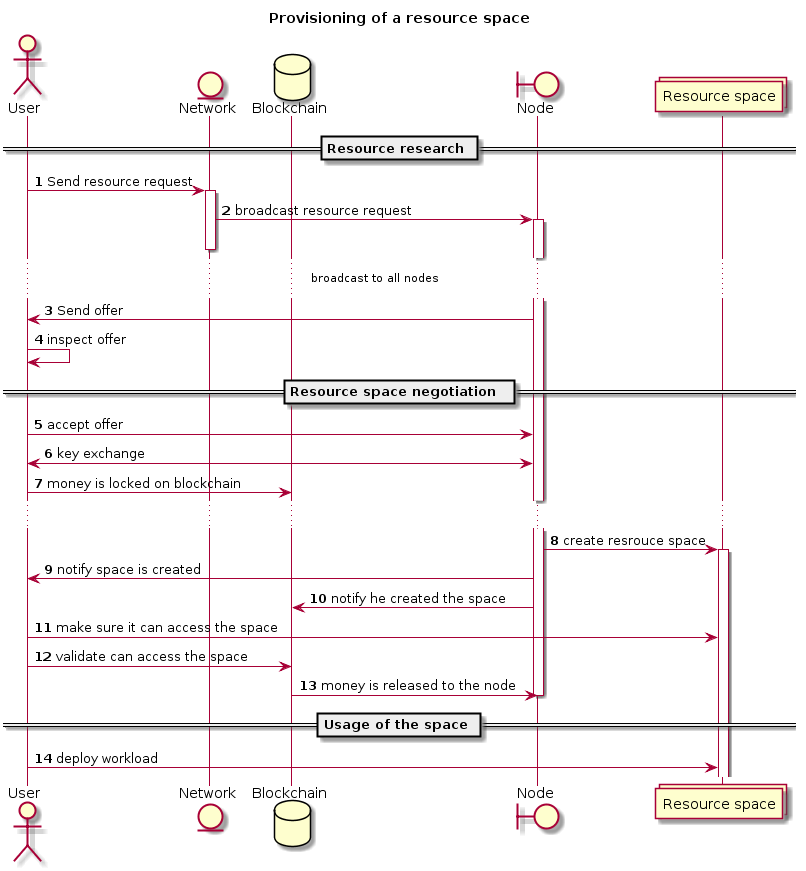 Provisioning of a resource space
User
Network
Blockchain
Node
Resource space
Resource research
1 Send resource request
2 broadcast resource request
broadcast to all nodes
3 Send offer
4 inspect offer
Resource space negotiation
5 accept offer
6 key exchange
7 money is locked on blockchain
8 create resrouce space
9 notify space is created
10 notify he created the space
11 make sure it can access the space
12 validate can access the space
13 money is released to the node
Usage of the space
14 deploy workload
User
Network
Blockchain
Node
Resource space